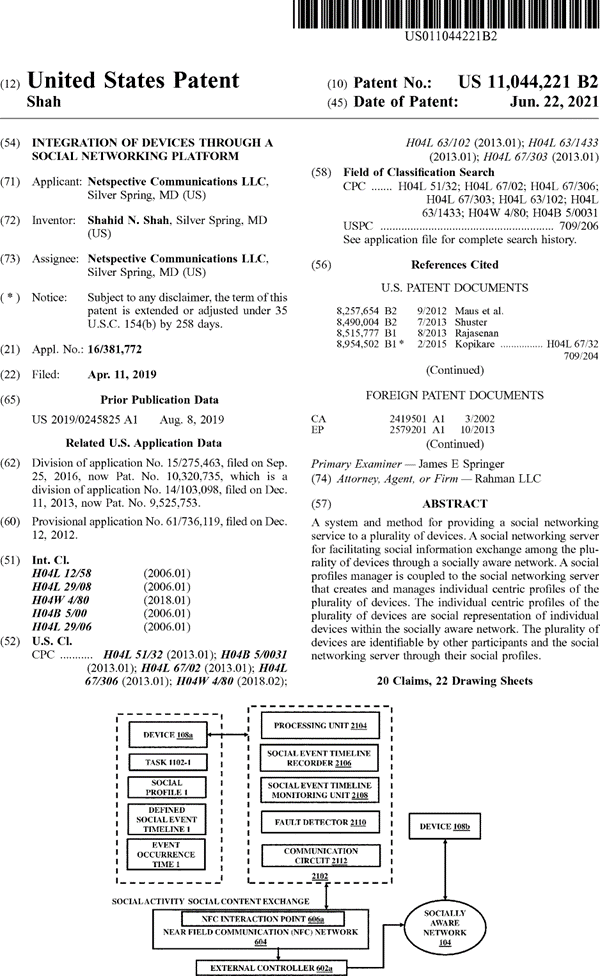 US011044221B2
(12) United States Patent
Shah
(10) Patent No.: US 11,044,221 B2
(45) Date of Patent: Jun. 22, 2021
(54) INTEGRATION OF DEVICES THROUGH A
SOCIAL NETWORKING PLATFORM
(71) Applicant: Netspective Communications LLC,
Silver Spring, MD (US)
(72) Inventor: Shahid N. Shah, Silver Spring, MD
(US)
(73) Assignee: Netspective Communications LLC,
Silver Spring, MD (US)
( * ) Notice: Subject to any disclaimer, the term of this
patent is extended or adjusted under 35
U.S.C. 154(b) by 258 days.
(21) Appl. No.: 16/381,772
(22) Filed: Apr. 11, 2019
(65) Prior Publication Data
US 2019/0245825 A1 Aug. 8, 2019
Related U.S. Application Data
(62) Division of application No. 15/275,463, filed on Sep.
25, 2016, now Pat. No. 10,320,735, which is a
division of application No. 14/103,098, filed on Dec.
11, 2013, now Pat. No. 9,525,753.
(60) Provisional application No. 61/736,119, filed on Dec.
12, 2012.
(51) Int. Cl.
H04L 12/58 (2006.01)
H04L 29/08 (2006.01)
H04W 4/80 (2018.01)
H04B 5/00 (2006.01)
H04L 29/06 (2006.01)
(52) U.S. Cl.
CPC ........... H04L 51/32 (2013.01); H04B 5/0031
(2013.01); H04L 67/02 (2013.01); H04L
67/306 (2013.01); H04W 4/80 (2018.02);
H04L 63/102 (2013.01); H04L 63/1433
(2013.01); H04L 67/303 (2013.01)
(58) Field of Classification Search
CPC ....... H04L 51/32; H04L 67/02; H04L 67/306;
H04L 67/303; H04L 63/102; H04L
63/1433; H04W 4/80; H04B 5/0031
USPC .......................................................... 709/206
See application file for complete search history.
(56) References Cited
U.S. PATENT DOCUMENTS
8,257,654 B2 9/2012 Maus et al.
8,490,004 B2 7/2013 Shuster
8,515,777 B1 8/2013 Rajasenan
8,954,502 B1 * 2/2015 Kopikare ................ H04L 67/32
709/204
(Continued)
FOREIGN PATENT DOCUMENTS
CA 2419501 A1 3/2002
EP 2579201 A1 10/2013
(Continued)
Primary Examiner — James E Springer
(74) Attorney, Agent, or Firm — Rahman LLC
(57) ABSTRACT
A system and method for providing a social networking
service to a plurality of devices. A social networking server
for facilitating social information exchange among the plu-
rality of devices through a socially aware network. A social
profiles manager is coupled to the social networking server
that creates and manages individual centric profiles of the
plurality of devices. The individual centric profiles of the
plurality of devices are social representation of individual
devices within the socially aware network. The plurality of
devices are identifiable by other participants and the social
networking server through their social profiles.
20 Claims, 22 Drawing Sheets
DEVICE 108a
TASK 1102-1
SOCIAL
PROFILE 1
DEFINED
SOCIAL EVENT
TIMELINE 1
EVENT
OCCURRENCE
TIME 1
PROCESSING UNIT 2104
SOCIAL EVENT TIMELINE
RECORDER 2106
SOCIAL EVENT TIMELINE
MONITORING UNIT 2108
FAULT DETECTOR 2110
COMMUNICATION
CIRCUIT 2112
2102
DEVICE 108b
SOCIAL ACTIVITY SOCIAL CONTENT EXCHANGE
NFC INTERACTION POINT 606a
NEAR FIELD COMMUNICATION (NFC) NETWORK
604
SOCIALLY
AWARE
NETWORK
104
EXTERNAL CONTROLLER 602a